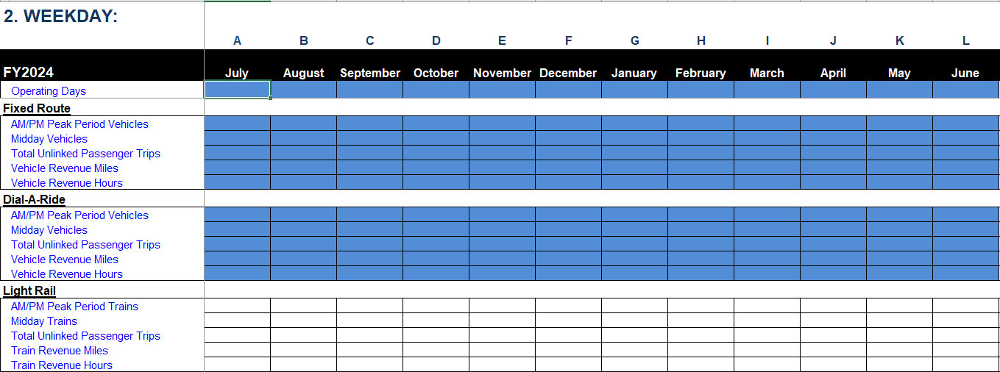 2. WEEKDAY:
A B C D E F G H I J K L
FY2024 July August September October November December January February March April May June
Operating Days
Fixed Route
AM/PM Peak Period Vehicles
Midday Vehicles
Total Unlinked Passenger Trips
Vehicle Revenue Miles
Vehicle Revenue Hours
Dial-A-Ride
AM/PM Peak Period Vehicles
Midday Vehicles
Total Unlinked Passenger Trips
Vehicle Revenue Miles
Vehicle Revenue Hours
Light Rail
AM/PM Peak Period Trains
Midday Trains
Total Unlinked Passenger Trips
Train Revenue Miles
Train Revenue Hours